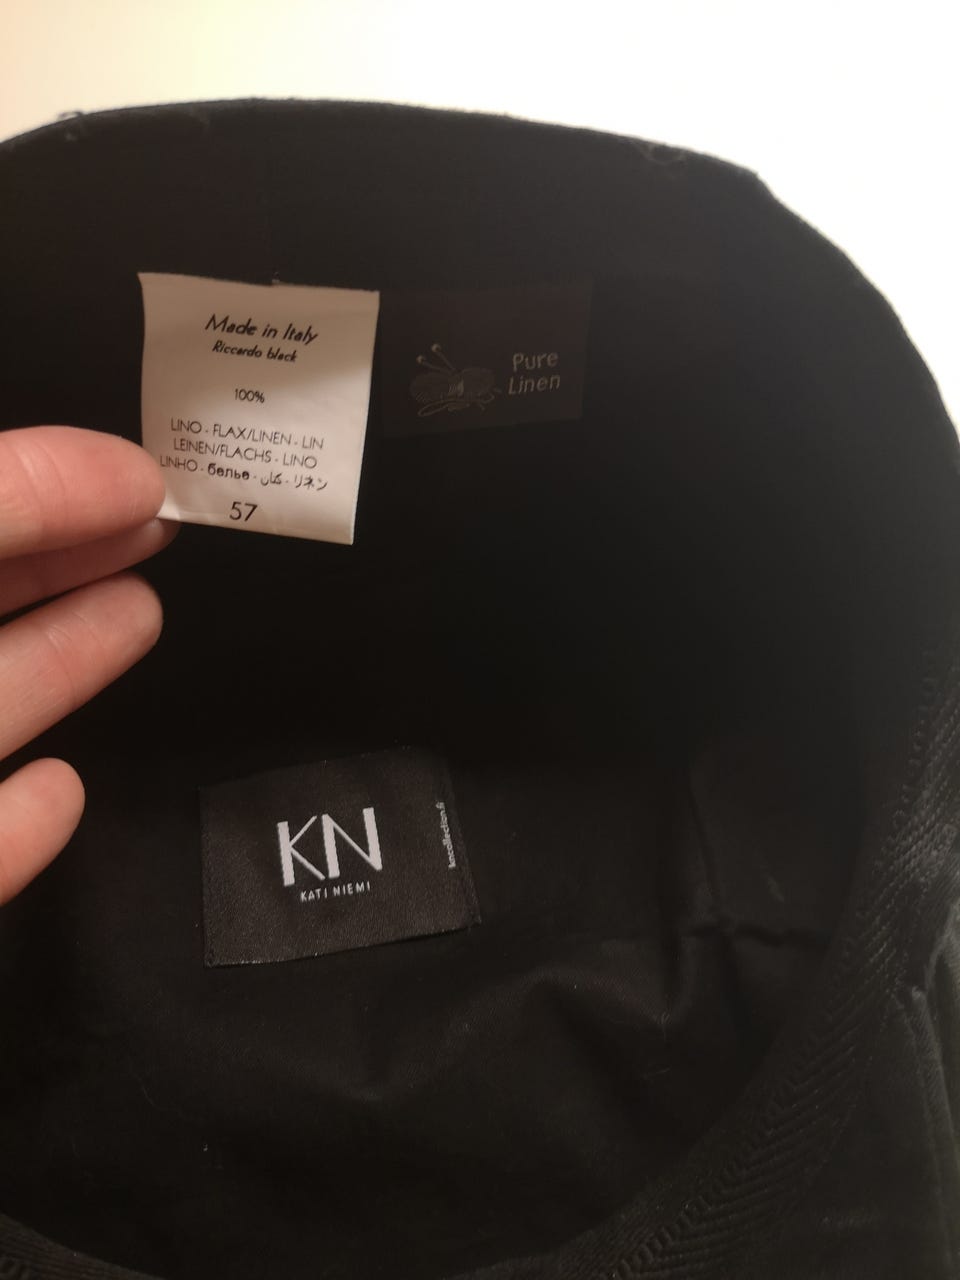 Made in Italy
Riccardo black
100%
LINO - FLAX/LINEN - LIN
LEINEN/FLACHS - LINO
LINHO - белье - كتان - リネン
57
Pure
Linen
KN
KATI NIEMI
kncollection.fi